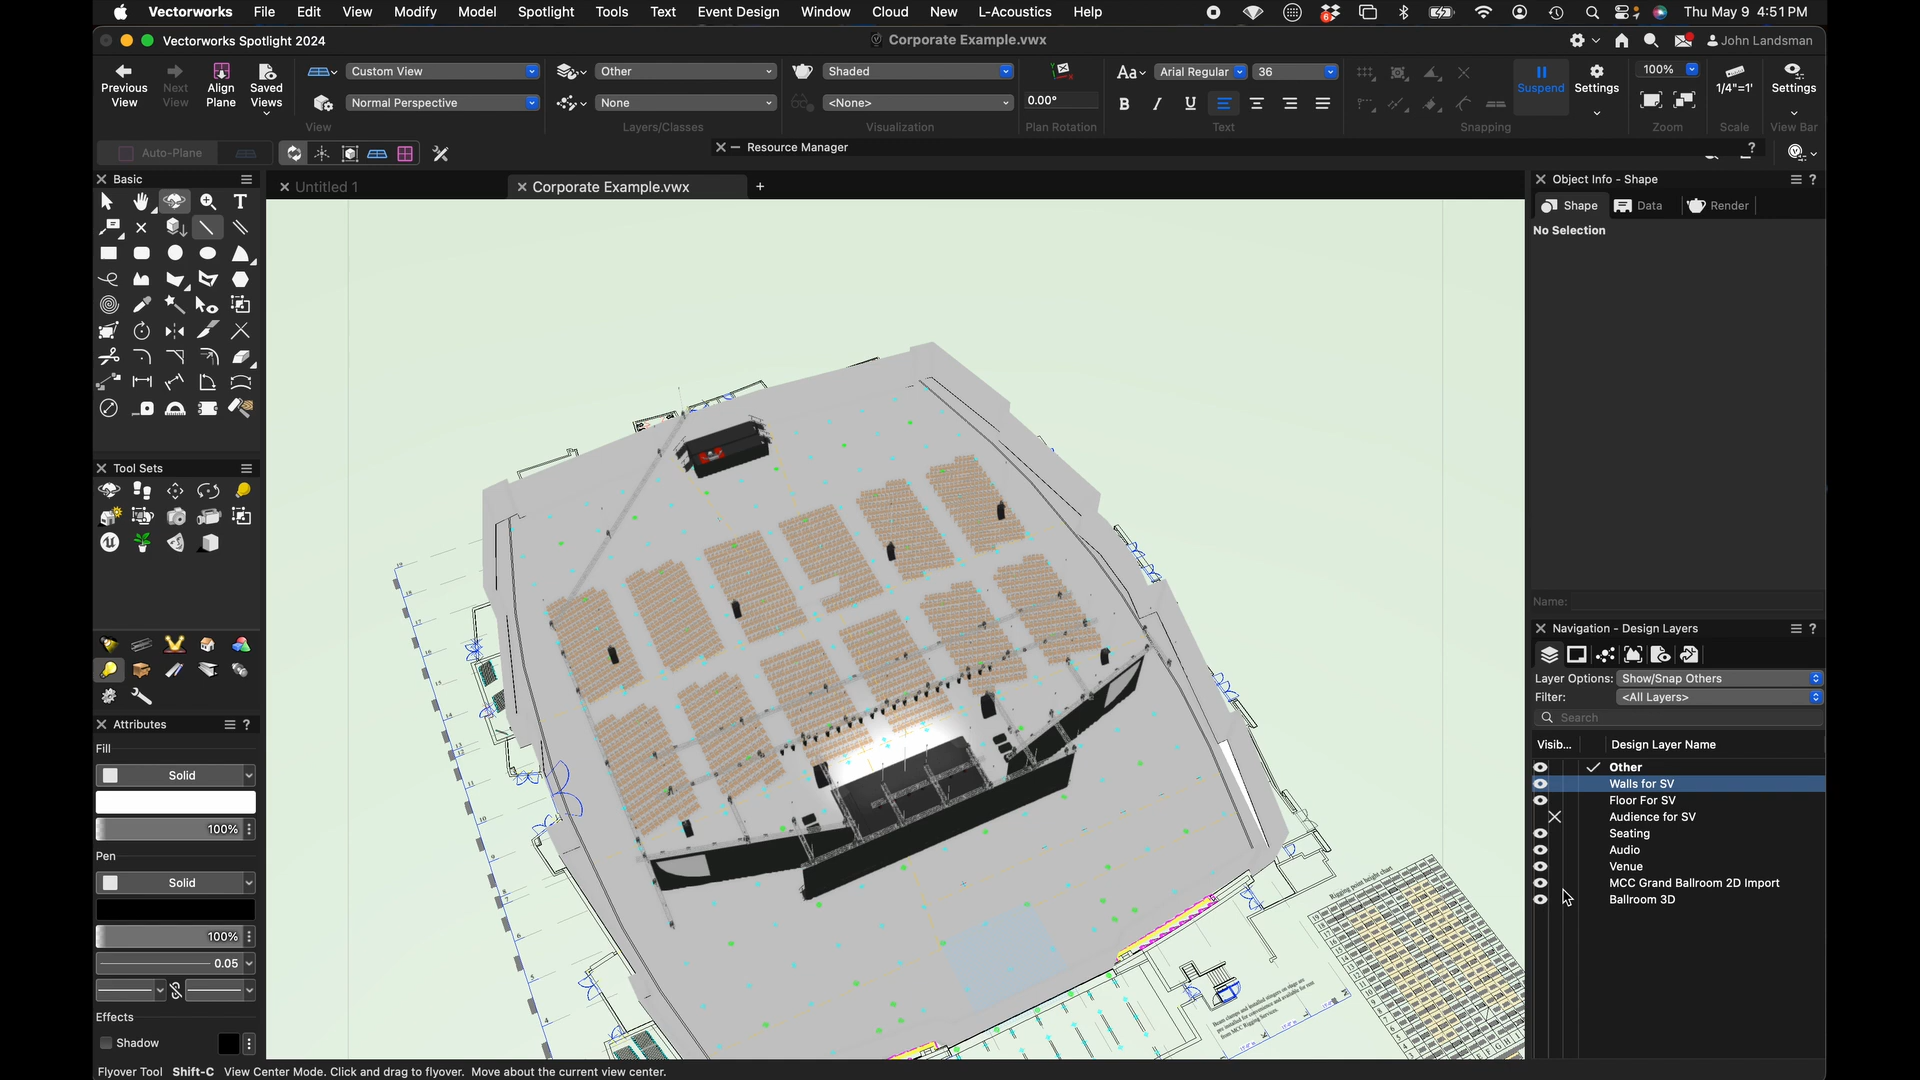 Vectorworks File Edit View Modify Model Spotlight Tools Text Event Design Window Cloud New L-Acoustics Help
6
Thu May 9 4:51 PM
Vectorworks Spotlight 2024
Corporate Example.vwx
John Landsman
Previous View
Next View
Align Plane
Saved Views
Custom View
Normal Perspective
View
Other
None
Layers/Classes
Shaded
<None>
Visualization
0.00°
Plan Rotation
Aa
Arial Regular
36
B I U
Text
Suspend
Settings
Snapping
100%
Zoom
1/4"=1'
Scale
Settings
View Bar
Auto-Plane
Resource Manager
?
Basic
Untitled 1
Corporate Example.vwx
+
Object Info - Shape
?
Shape
Data
Render
No Selection
Tool Sets
Name:
Navigation - Design Layers
?
Layer Options:
Show/Snap Others
Filter:
<All Layers>
Search
Visib...
Design Layer Name
Other
Walls for SV
Floor For SV
Audience for SV
Seating
Audio
Venue
MCC Grand Ballroom 2D Import
Ballroom 3D
Attributes
?
Fill
Solid
100%
Pen
Solid
100%
0.05
Effects
Shadow
Rigging point height chart
Flyover Tool Shift-C View Center Mode. Click and drag to flyover. Move about the current view center.